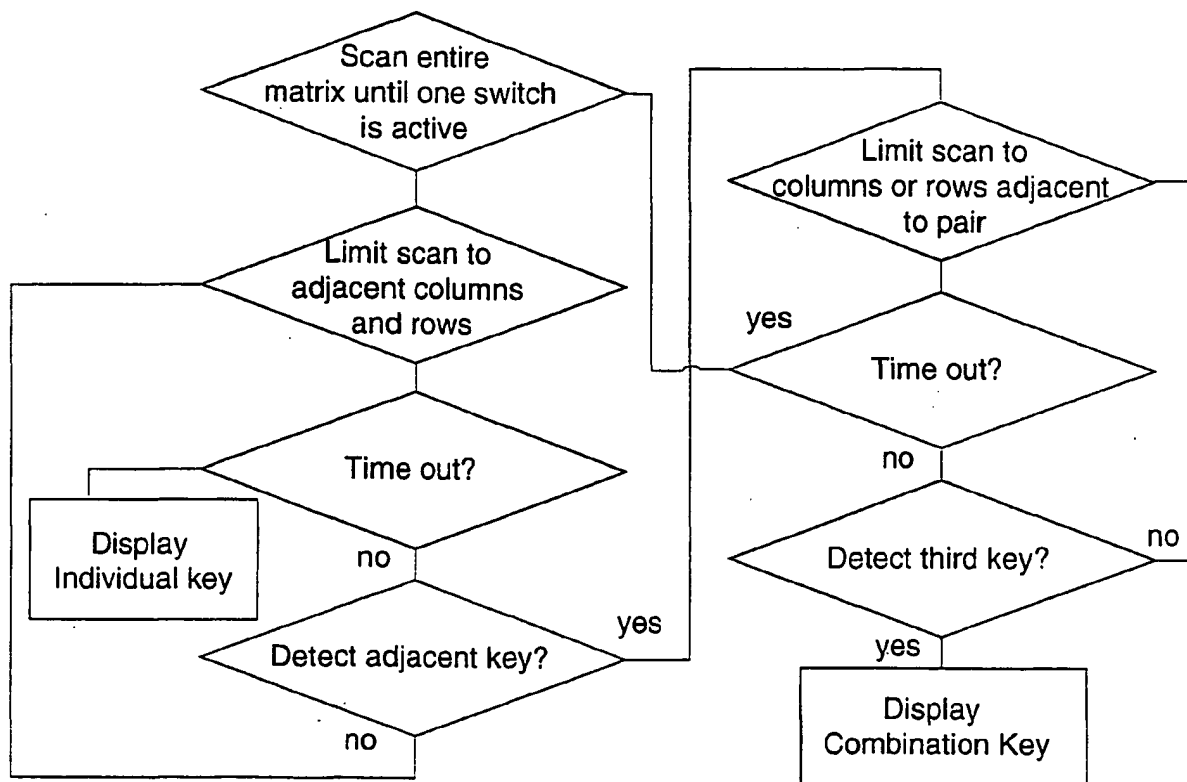 Scan entire
matrix until one switch
is active
Limit scan to
adjacent columns
and rows
Time out?
Display
Individual key
no
Detect adjacent key?
yes
no
Limit scan to
columns or rows adjacent
to pair
yes
Time out?
no
Detect third key?
no
yes
Display
Combination Key